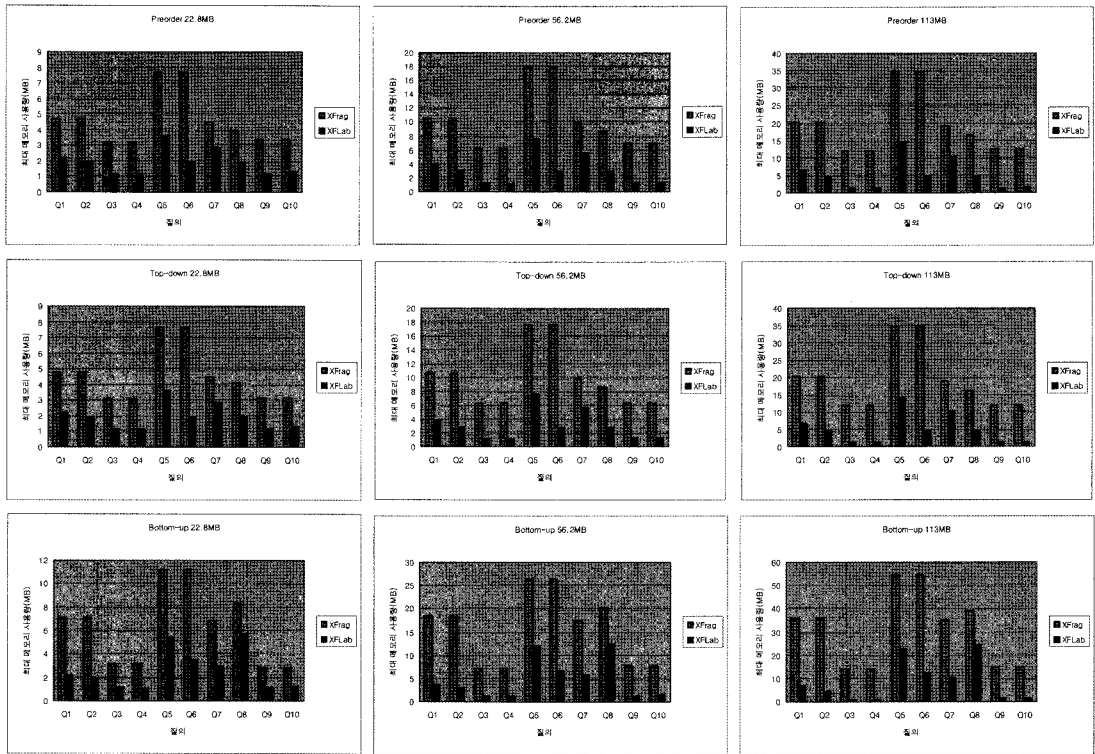 Preorder 22.8MB
최대 메모리 사용량(MB)
9
8
7
6
5
4
3
2
1
0
Q1 Q2 Q3 Q4 Q5 Q6 Q7 Q8 Q9 Q10
질의
XFrag
XFLab
Preorder 56.2MB
최대 메모리 사용량(MB)
20
18
16
14
12
10
8
6
4
2
0
Q1 Q2 Q3 Q4 Q5 Q6 Q7 Q8 Q9 Q10
질의
XFrag
XFLab
Preorder 113MB
최대 메모리 사용량(MB)
40
35
30
25
20
15
10
5
0
Q1 Q2 Q3 Q4 Q5 Q6 Q7 Q8 Q9 Q10
질의
XFrag
XFLab
Top-down 22.8MB
최대 메모리 사용량(MB)
9
8
7
6
5
4
3
2
1
0
Q1 Q2 Q3 Q4 Q5 Q6 Q7 Q8 Q9 Q10
질의
XFrag
XFLab
Top-down 56.2MB
최대 메모리 사용량(MB)
20
18
16
14
12
10
8
6
4
2
0
Q1 Q2 Q3 Q4 Q5 Q6 Q7 Q8 Q9 Q10
질의
XFrag
XFLab
Top-down 113MB
최대 메모리 사용량(MB)
40
35
30
25
20
15
10
5
0
Q1 Q2 Q3 Q4 Q5 Q6 Q7 Q8 Q9 Q10
질의
XFrag
XFLab
Bottom-up 22.8MB
최대 메모리 사용량(MB)
12
10
8
6
4
2
0
Q1 Q2 Q3 Q4 Q5 Q6 Q7 Q8 Q9 Q10
질의
XFrag
XFLab
Bottom-up 56.2MB
최대 메모리 사용량(MB)
30
25
20
15
10
5
0
Q1 Q2 Q3 Q4 Q5 Q6 Q7 Q8 Q9 Q10
질의
XFrag
XFLab
Bottom-up 113MB
최대 메모리 사용량(MB)
60
50
40
30
20
10
0
Q1 Q2 Q3 Q4 Q5 Q6 Q7 Q8 Q9 Q10
질의
XFrag
XFLab